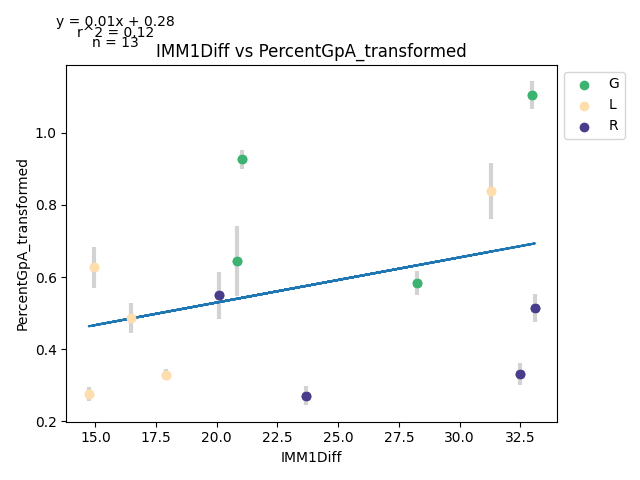 y = 0.01x + 0.28
r^2 = 0.12
n = 13
IMM1Diff vs PercentGpA_transformed
G
L
R
1.0
0.8
0.6
0.4
0.2
PercentGpA_transformed
15.0 17.5 20.0 22.5 25.0 27.5 30.0 32.5
IMM1Diff